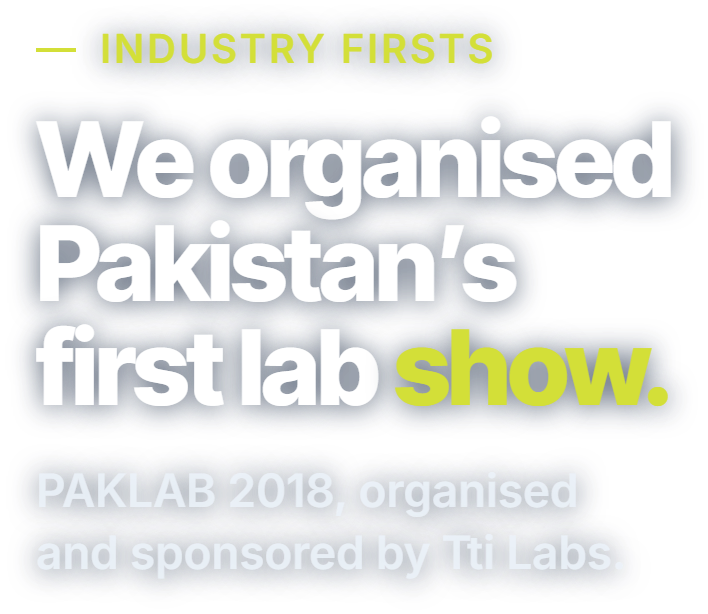 — INDUSTRY FIRSTS
We organised
Pakistan’s
first lab show.
PAKLAB 2018, organised
and sponsored by Tti Labs.